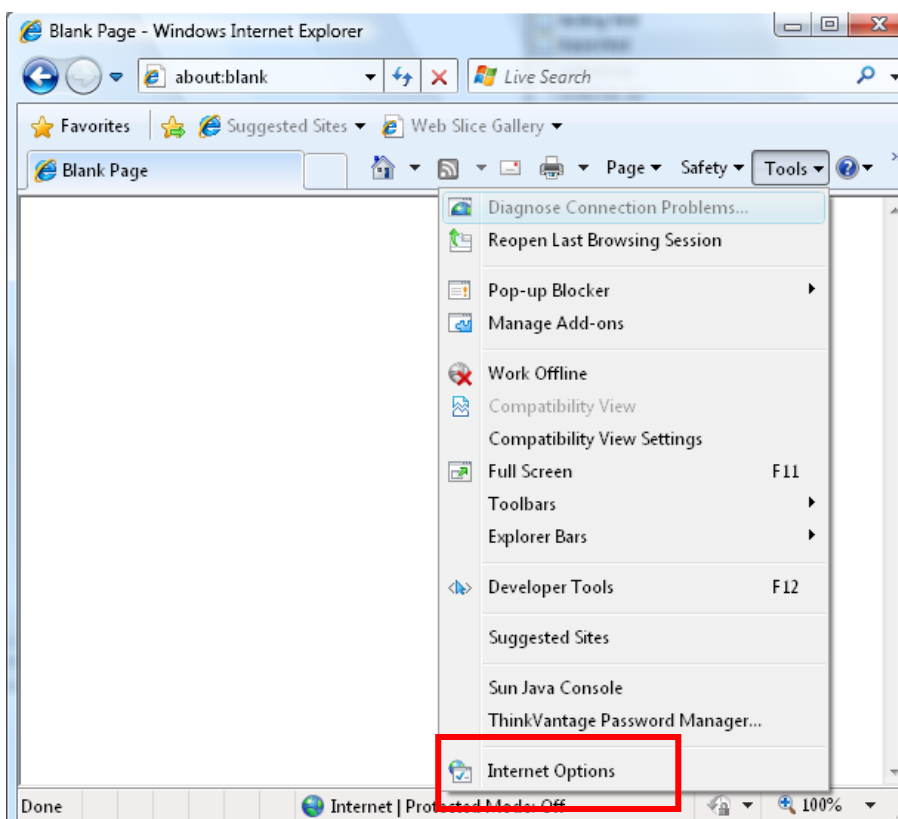 Blank Page - Windows Internet Explorer
about:blank
Live Search
Favorites Suggested Sites Web Slice Gallery
Blank Page Page Safety Tools
Diagnose Connection Problems...
Reopen Last Browsing Session
Pop-up Blocker
Manage Add-ons
Work Offline
Compatibility View
Compatibility View Settings
Full Screen F11
Toolbars
Explorer Bars
Developer Tools F12
Suggested Sites
Sun Java Console
ThinkVantage Password Manager...
Internet Options
Done Internet | Protected Mode: Off 100%